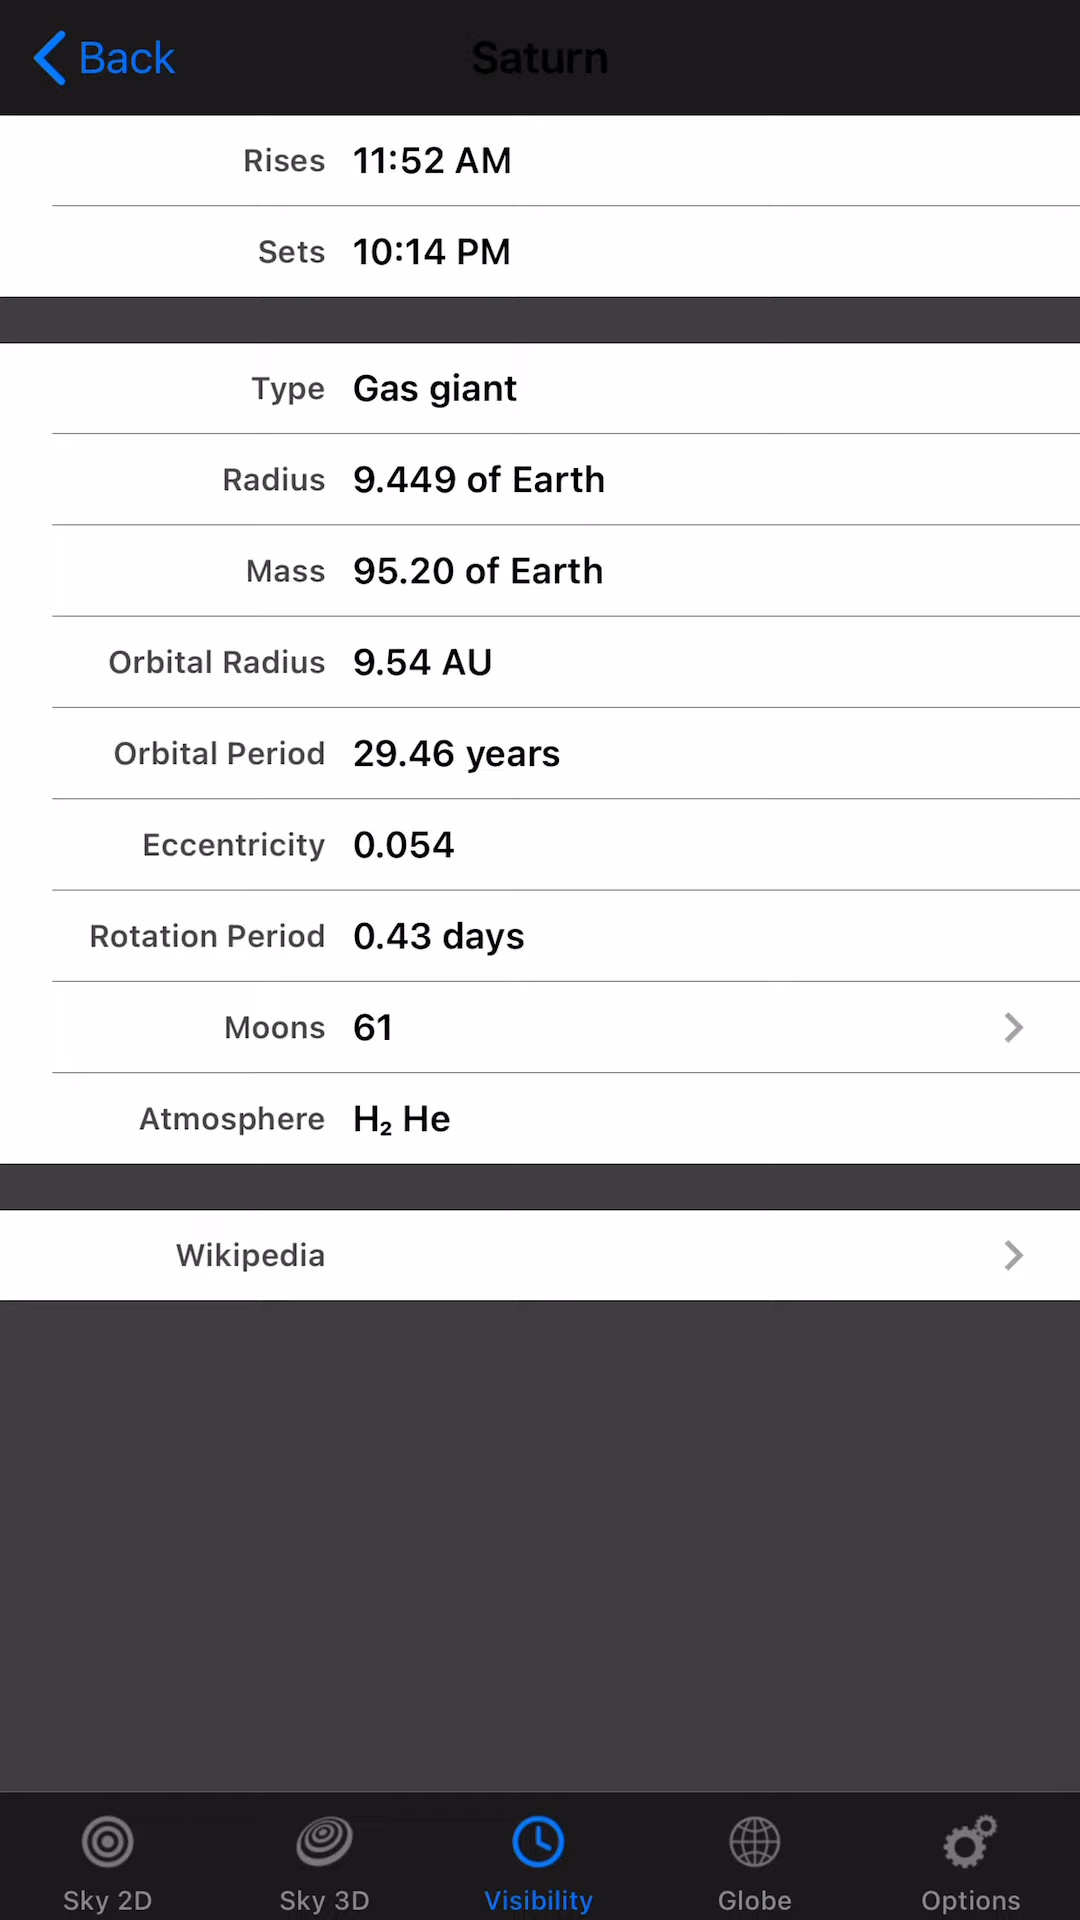 Back Saturn
Rises 11:52 AM
Sets 10:14 PM
Type Gas giant
Radius 9.449 of Earth
Mass 95.20 of Earth
Orbital Radius 9.54 AU
Orbital Period 29.46 years
Eccentricity 0.054
Rotation Period 0.43 days
Moons 61
Atmosphere H₂ He
Wikipedia
Sky 2D Sky 3D Visibility Globe Options